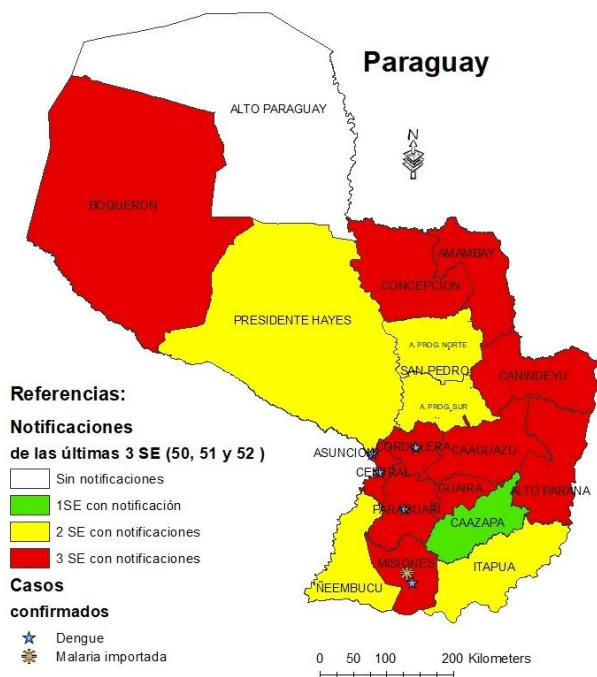 Paraguay
N
ALTO PARAGUAY
BOQUERON
AMAMBAY
CONCEPCION
PRESIDENTE HAYES
A. PROG. NORTE
SAN PEDRO
CANINDEYU
A. PROG. SUR
ASUNCION
CORDILLERA
CAAGUAZU
CENTRAL
GUAIRA
ALTO PARANA
PARAGUARI
CAAZAPA
MISIONES
ITAPUA
ÑEEMBUCU
Referencias:
Notificaciones
de las últimas 3 SE (50, 51 y 52 )
Sin notificaciones
1SE con notificación
2 SE con notificaciones
3 SE con notificaciones
Casos
confirmados
Dengue
Malaria importada
0 50 100 200 Kilometers